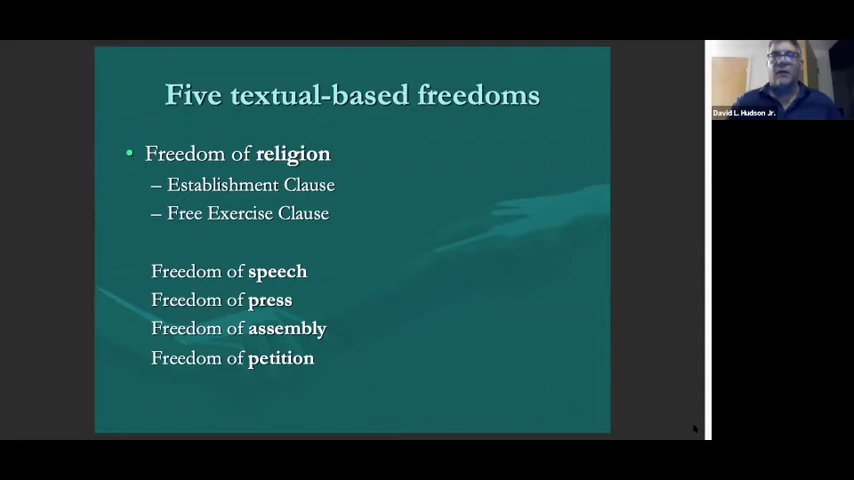 Five textual-based freedoms
• Freedom of religion
– Establishment Clause
– Free Exercise Clause
Freedom of speech
Freedom of press
Freedom of assembly
Freedom of petition
David L. Hudson Jr.